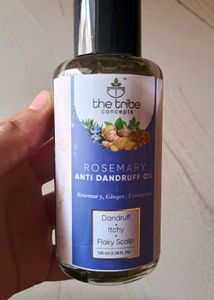 the tribe
concepts
ROSEMARY
ANTI DANDRUFF OIL
Rosemary, Ginger, Fenugreek
Dandruff
Itchy
Flaky Scalp
100 ml (3.38 Fl. Oz)